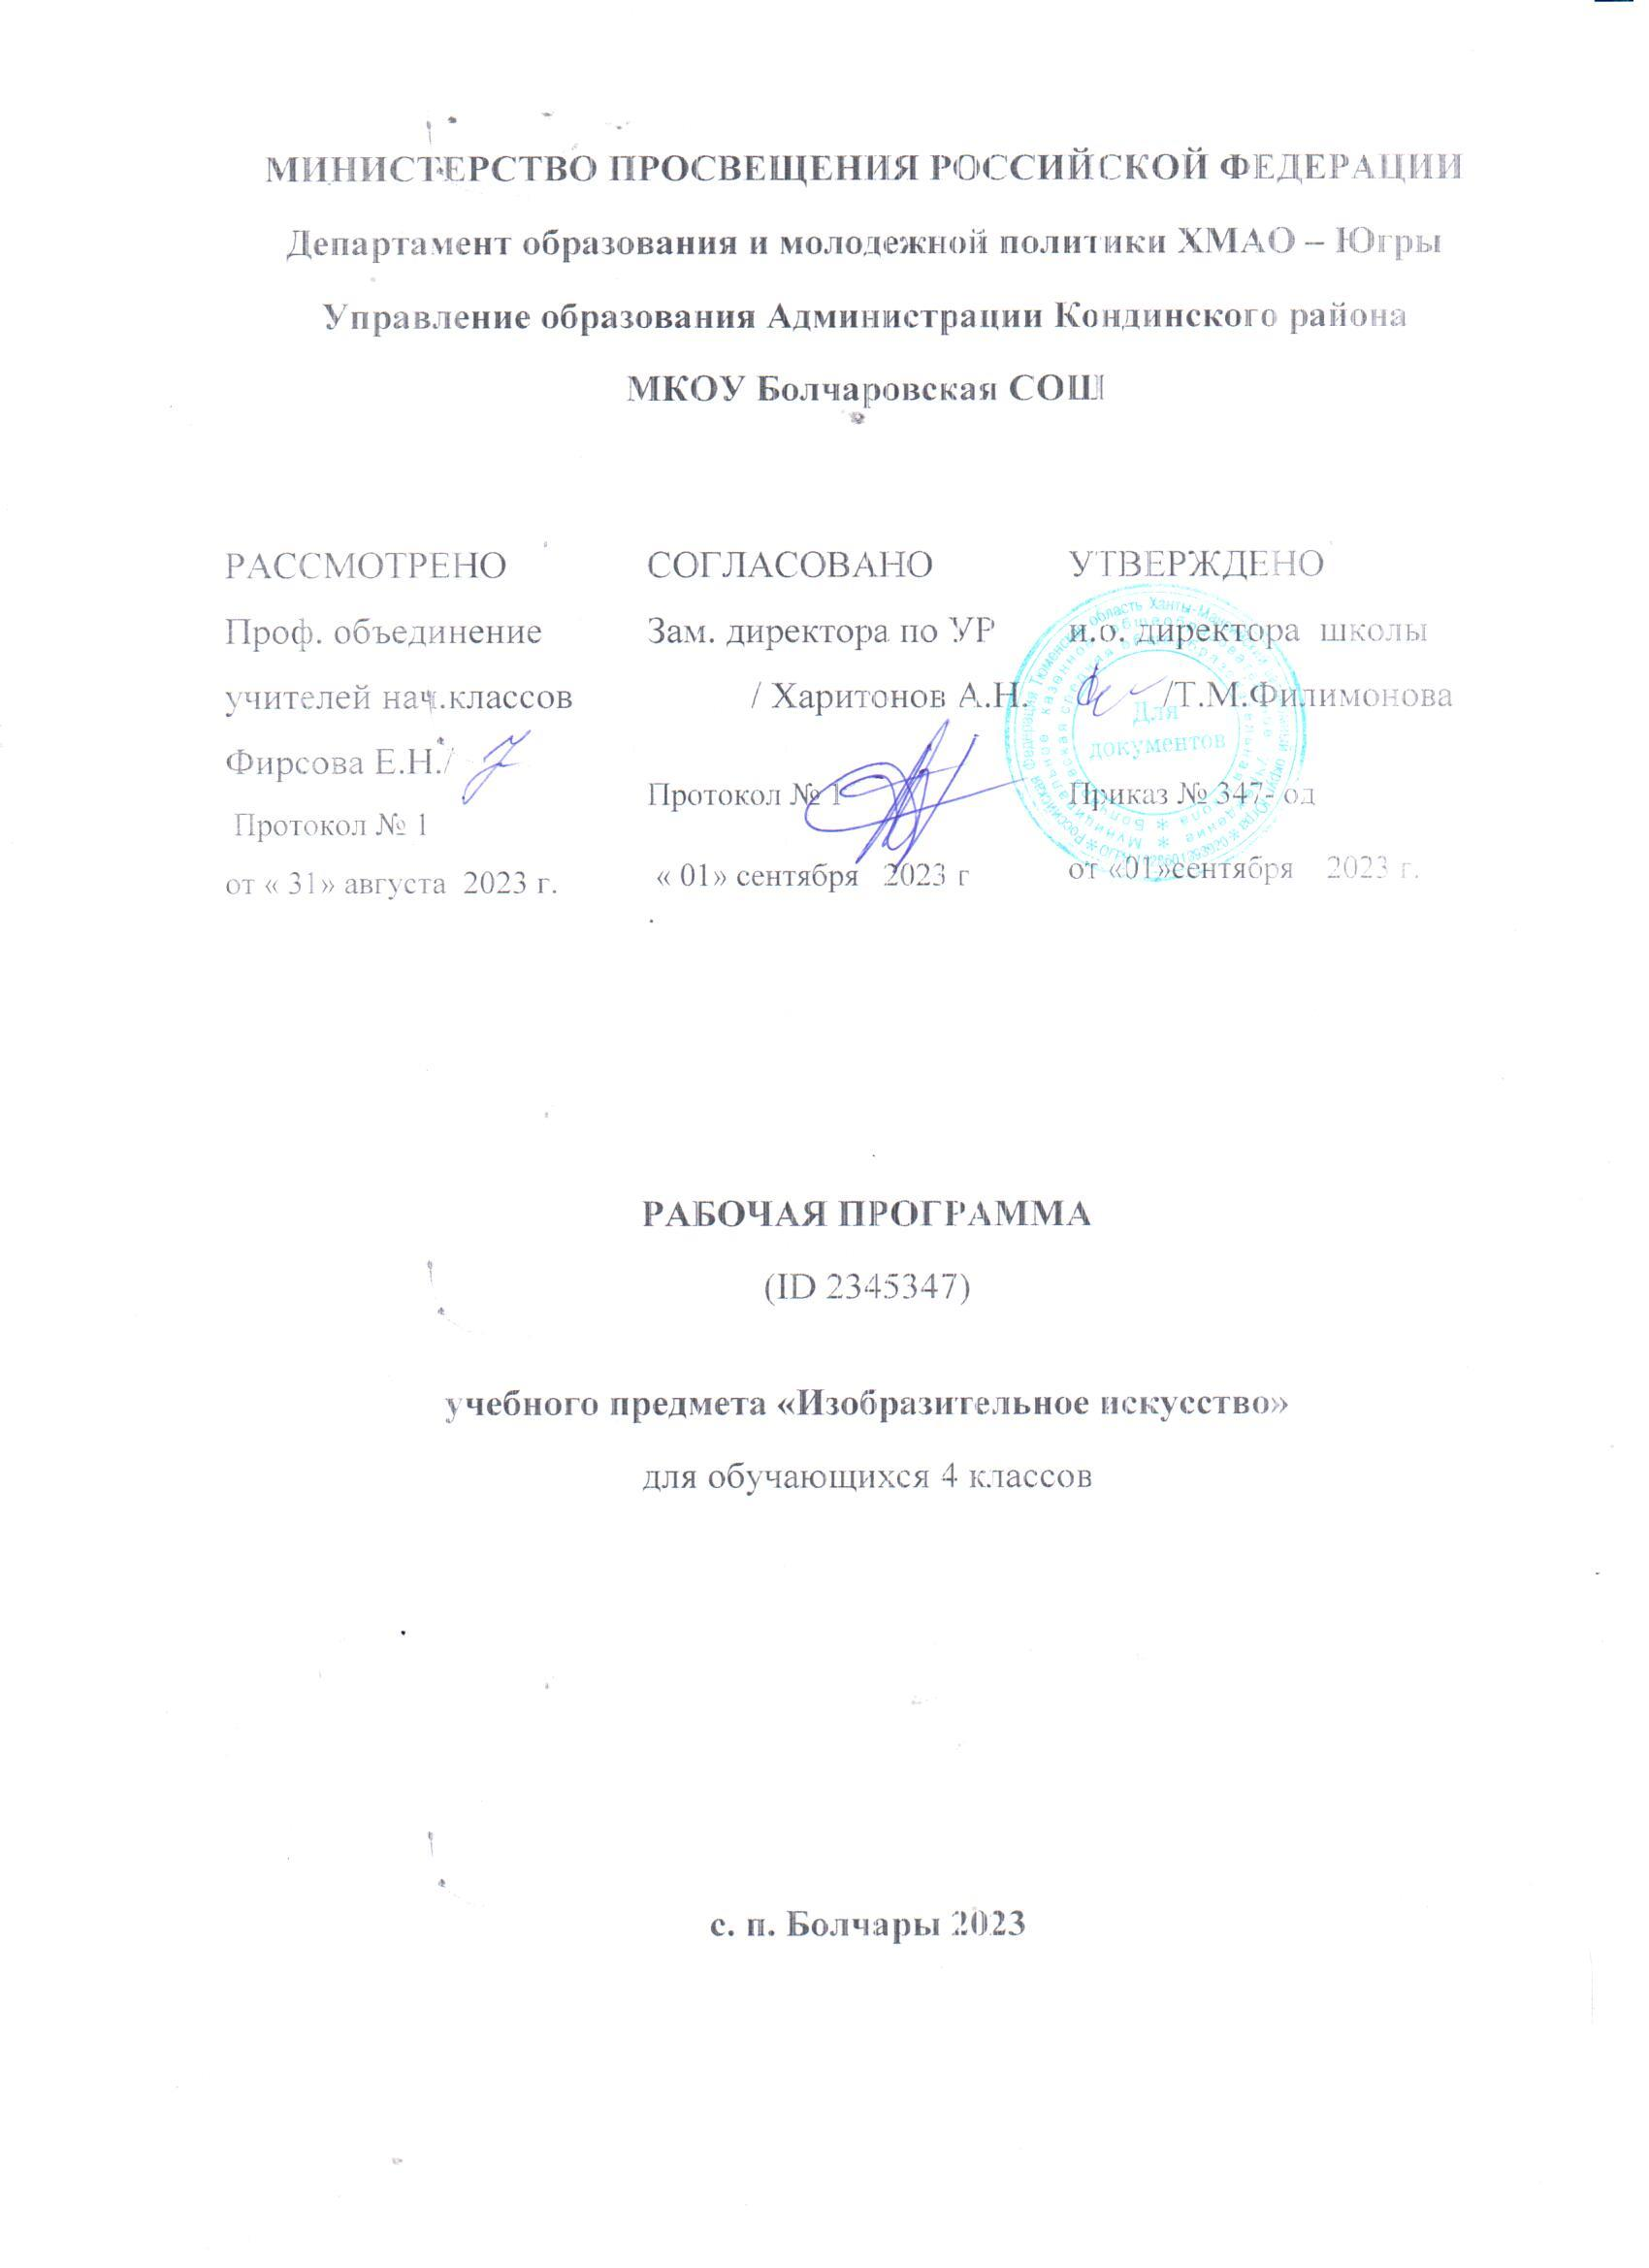 МИНИСТЕРСТВО ПРОСВЕЩЕНИЯ РОССИЙСКОЙ ФЕДЕРАЦИИ
Департамент образования и молодежной политики ХМАО – Югры
Управление образования Администрации Кондинского района
МКОУ Болчаровская СОШ
РАССМОТРЕНО
Проф. объединение
учителей нач.классов
Фирсова Е.Н./
Протокол № 1
от « 31» августа 2023 г.
СОГЛАСОВАНО
Зам. директора по УР
/ Харитонов А.Н.
Протокол № 1
« 01» сентября 2023 г
.
УТВЕРЖДЕНО
и.о. директора школы
/Т.М.Филимонова
Приказ № 347- од
от «01»сентября 2023 г.
Для
документов
РАБОЧАЯ ПРОГРАММА
(ID 2345347)
учебного предмета «Изобразительное искусство»
для обучающихся 4 классов
с. п. Болчары 2023